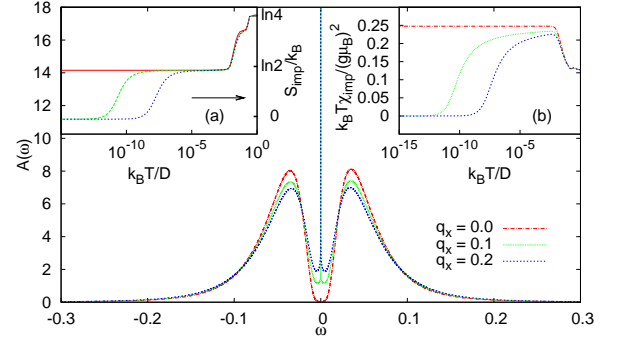 18
16
14
12
10
8
6
4
2
0
A(ω)
-0.3
-0.2
-0.1
0
0.1
0.2
0.3
ω
(a)
10⁻¹⁰
10⁻⁵
10⁰
k_BT/D
ln4
ln2
0
S_imp/k_B
(b)
0.25
0.20
0.15
0.1
0.05
0
k_BTχ_imp/(gμ_B)²
10⁻¹⁵
10⁻¹⁰
10⁻⁵
k_BT/D
q_x = 0.0
q_x = 0.1
q_x = 0.2